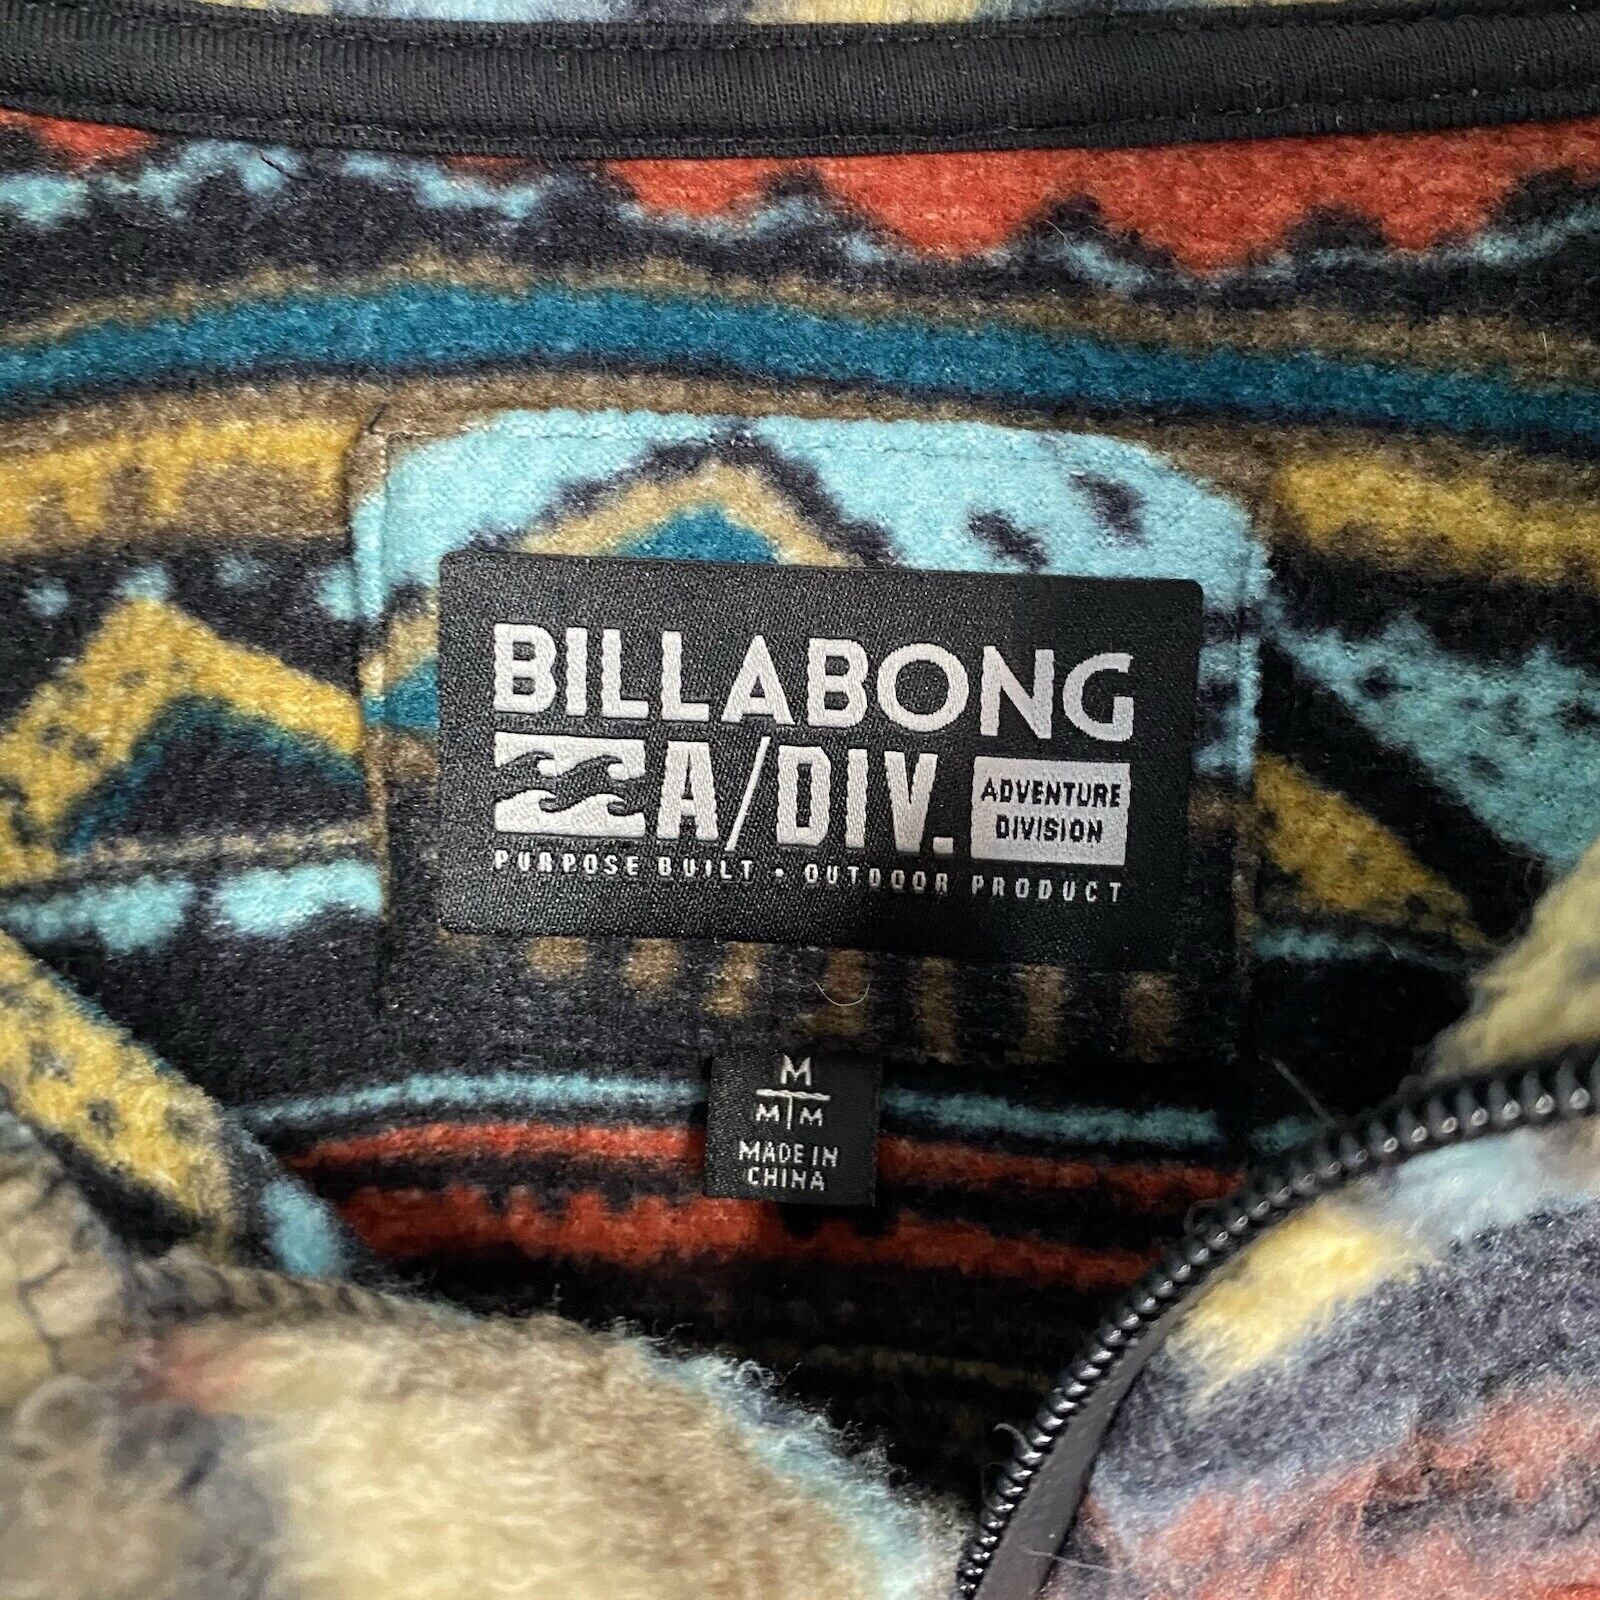 BILLABONG
A/DIV. ADVENTURE DIVISION
PURPOSE BUILT • OUTDOOR PRODUCT
M
M M
MADE IN
CHINA